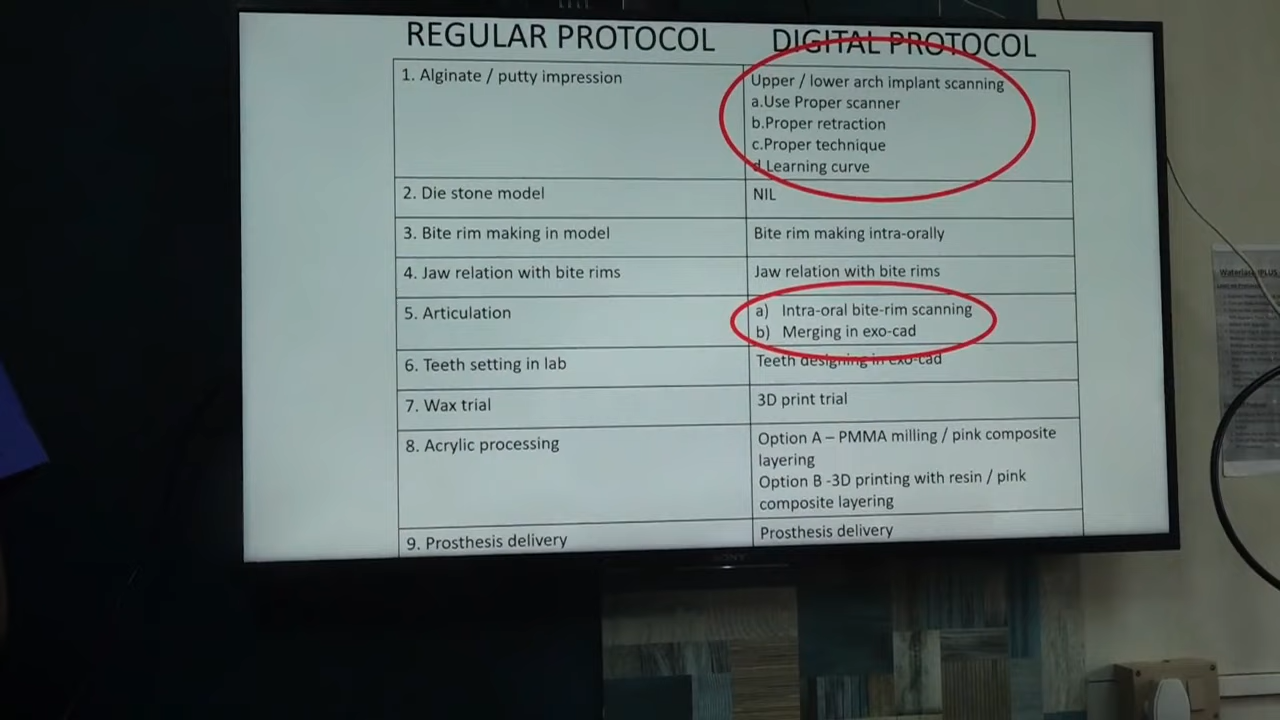 REGULAR PROTOCOL
DIGITAL PROTOCOL
1. Alginate / putty impression
Upper / lower arch implant scanning
a.Use Proper scanner
b.Proper retraction
c.Proper technique
d.Learning curve
2. Die stone model
NIL
3. Bite rim making in model
Bite rim making intra-orally
4. Jaw relation with bite rims
Jaw relation with bite rims
5. Articulation
a) Intra-oral bite-rim scanning
b) Merging in exo-cad
6. Teeth setting in lab
Teeth designing in exo-cad
7. Wax trial
3D print trial
8. Acrylic processing
Option A – PMMA milling / pink composite
layering
Option B -3D printing with resin / pink
composite layering
9. Prosthesis delivery
Prosthesis delivery
SONY